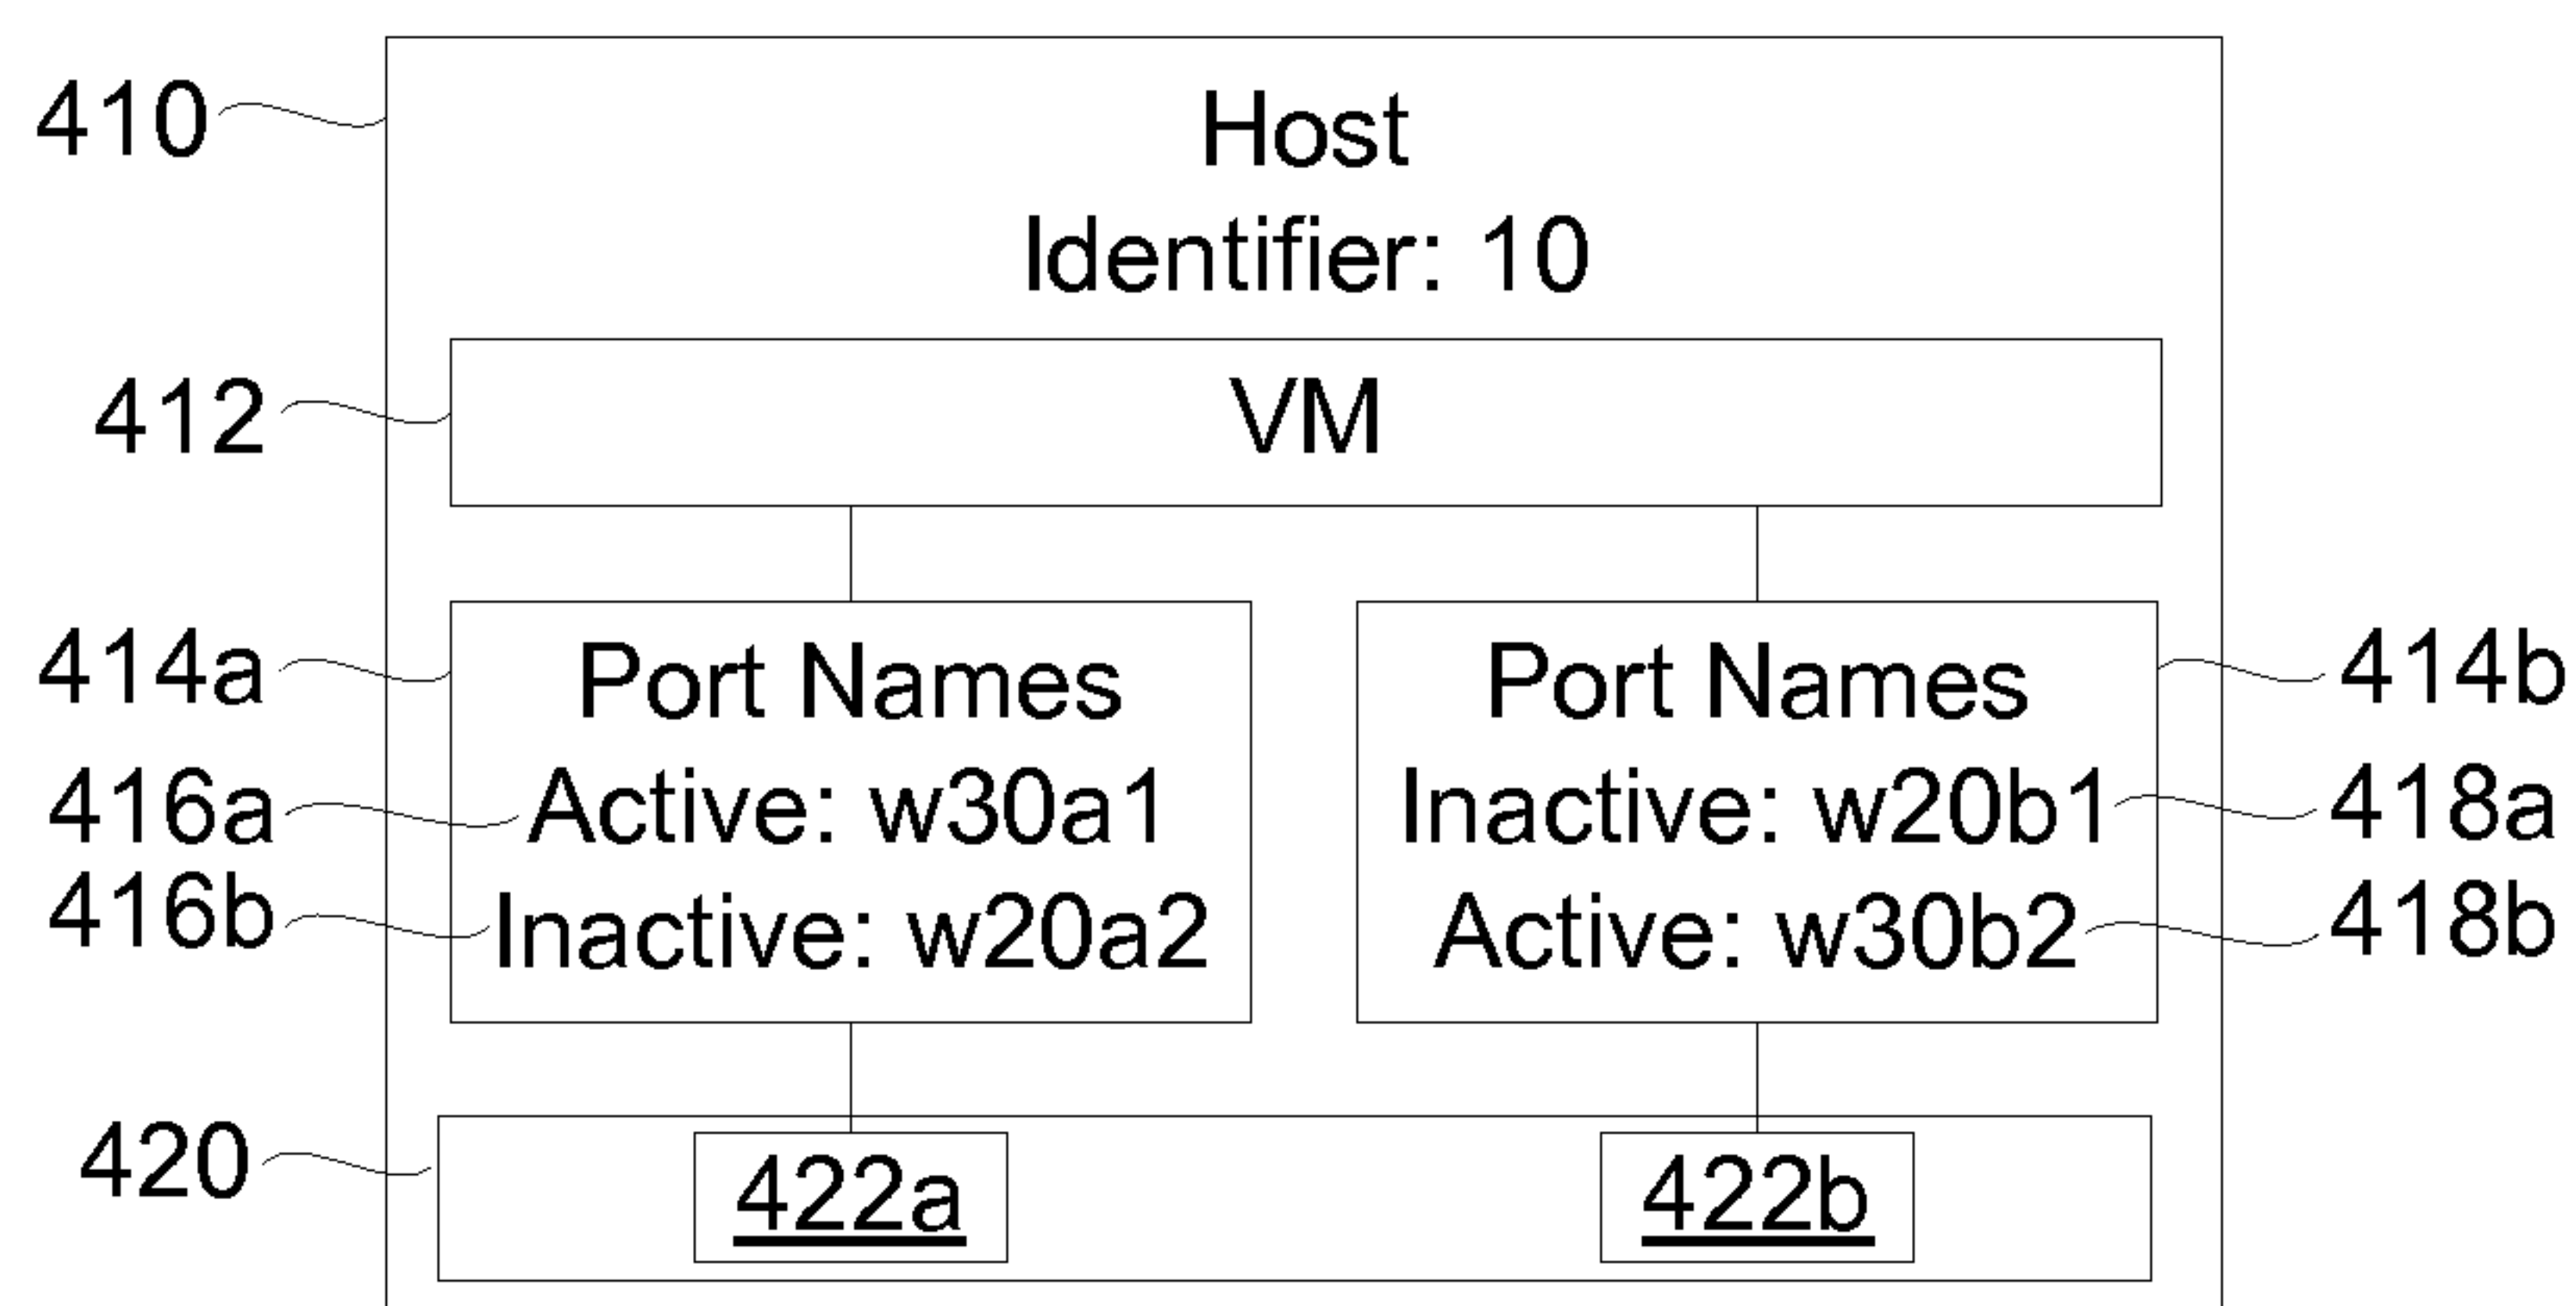 410
Host
Identifier: 10
412
VM
414a
Port Names
Port Names
414b
416a
Active: w30a1
Inactive: w20b1
418a
416b
Inactive: w20a2
Active: w30b2
418b
420
422a
422b